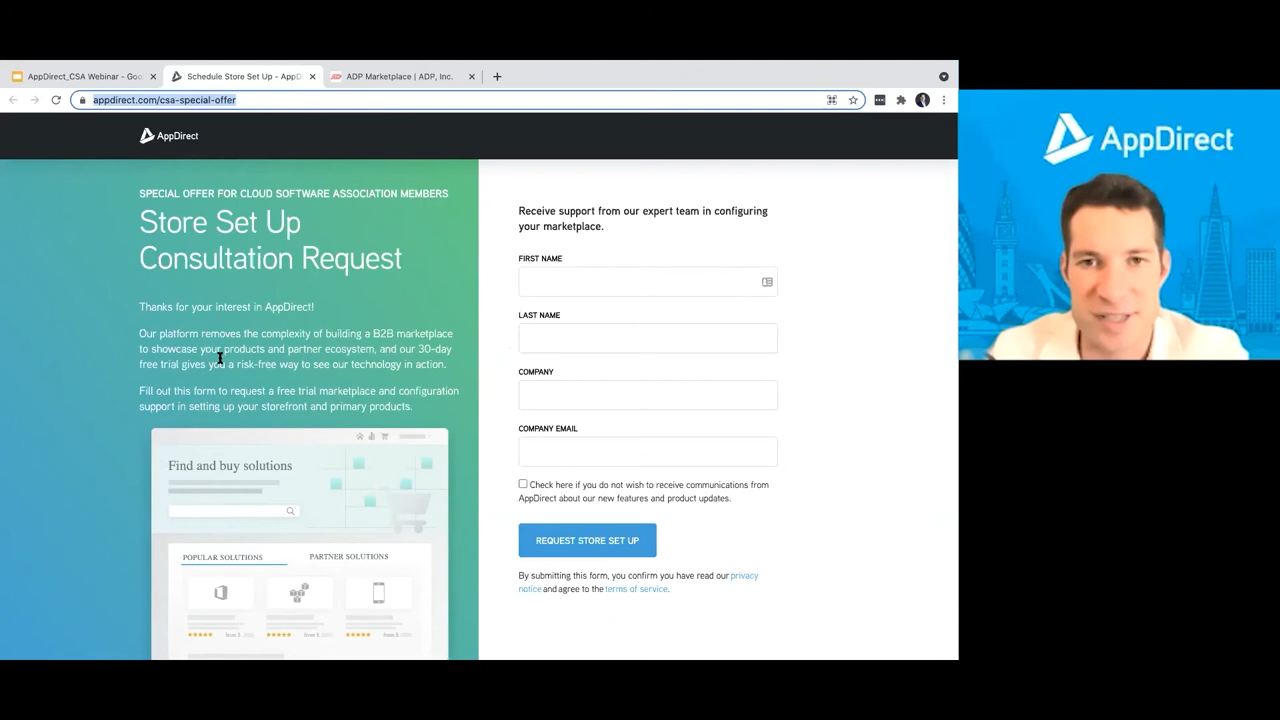 AppDirect_CSA Webinar - Goo
Schedule Store Set Up - AppD
ADP Marketplace | ADP, Inc.
appdirect.com/csa-special-offer
AppDirect
AppDirect
SPECIAL OFFER FOR CLOUD SOFTWARE ASSOCIATION MEMBERS
Store Set Up
Consultation Request
Thanks for your interest in AppDirect!
Our platform removes the complexity of building a B2B marketplace
to showcase your products and partner ecosystem, and our 30-day
free trial gives you a risk-free way to see our technology in action.
Fill out this form to request a free trial marketplace and configuration
support in setting up your storefront and primary products.
Find and buy solutions
POPULAR SOLUTIONS
PARTNER SOLUTIONS
Receive support from our expert team in configuring
your marketplace.
FIRST NAME
LAST NAME
COMPANY
COMPANY EMAIL
Check here if you do not wish to receive communications from
AppDirect about our new features and product updates.
REQUEST STORE SET UP
By submitting this form, you confirm you have read our privacy
notice and agree to the terms of service.